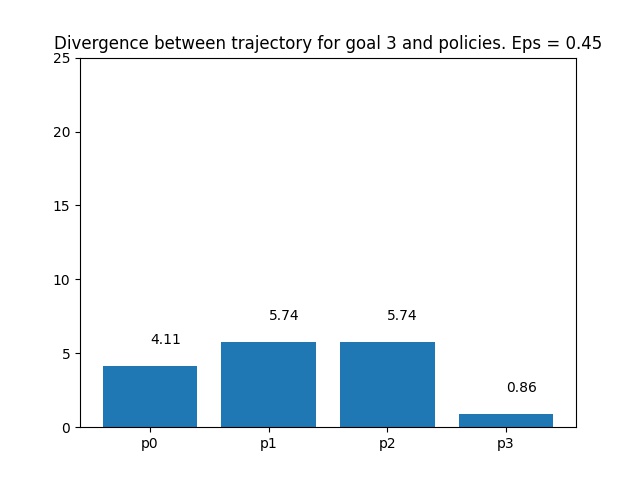 Divergence between trajectory for goal 3 and policies. Eps = 0.45
25
20
15
10
5
0
4.11
5.74
5.74
0.86
p0
p1
p2
p3